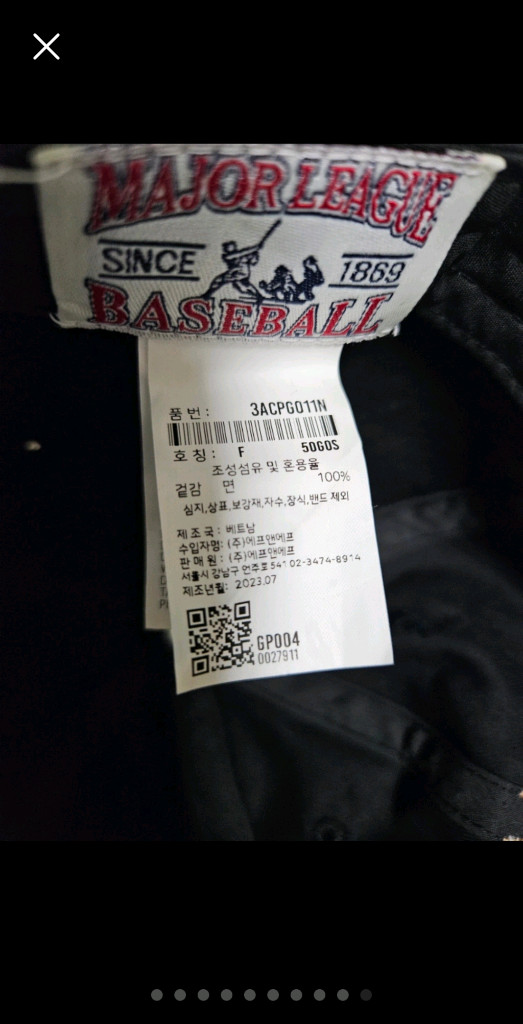 MAJOR LEAGUE
SINCE 1869
BASEBALL
품 번 : 3ACPG011N
호 칭 : F 50GOS
조성섬유 및 혼용율
겉감 면 100%
심지,상표,보강재,자수,장식,밴드 제외
제 조 국 : 베트남
수입자명: (주)에프앤에프
판 매 원 : (주)에프앤에프
서울시 강남구 언주로 541 02-3474-8914
제조년월: 2023.07
GP004
0027911